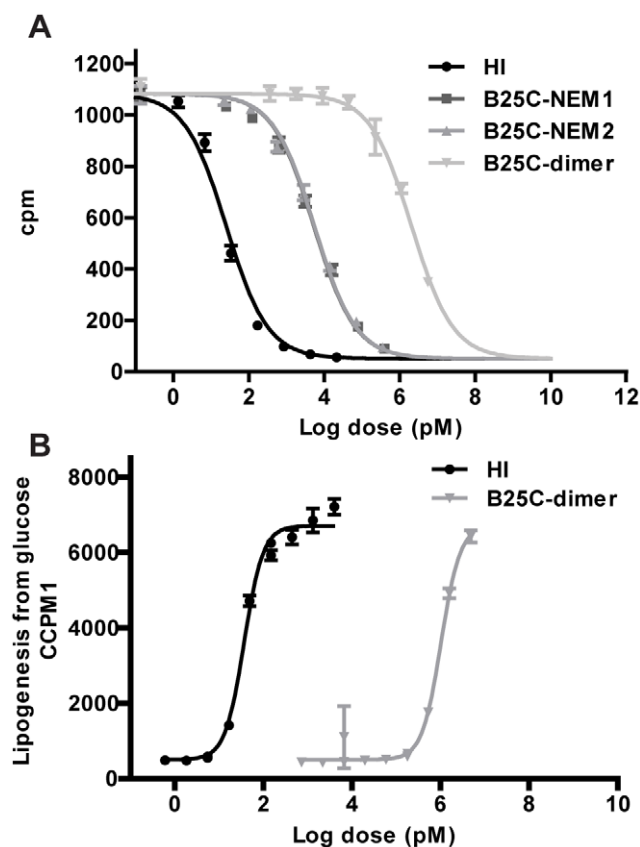 A
1200
1000
800
600
400
200
0
cpm
0 2 4 6 8 10 12
Log dose (pM)
HI
B25C-NEM1
B25C-NEM2
B25C-dimer
B
8000
6000
4000
2000
0
Lipogenesis from glucose
CCPM1
0 2 4 6 8 10
Log dose (pM)
HI
B25C-dimer